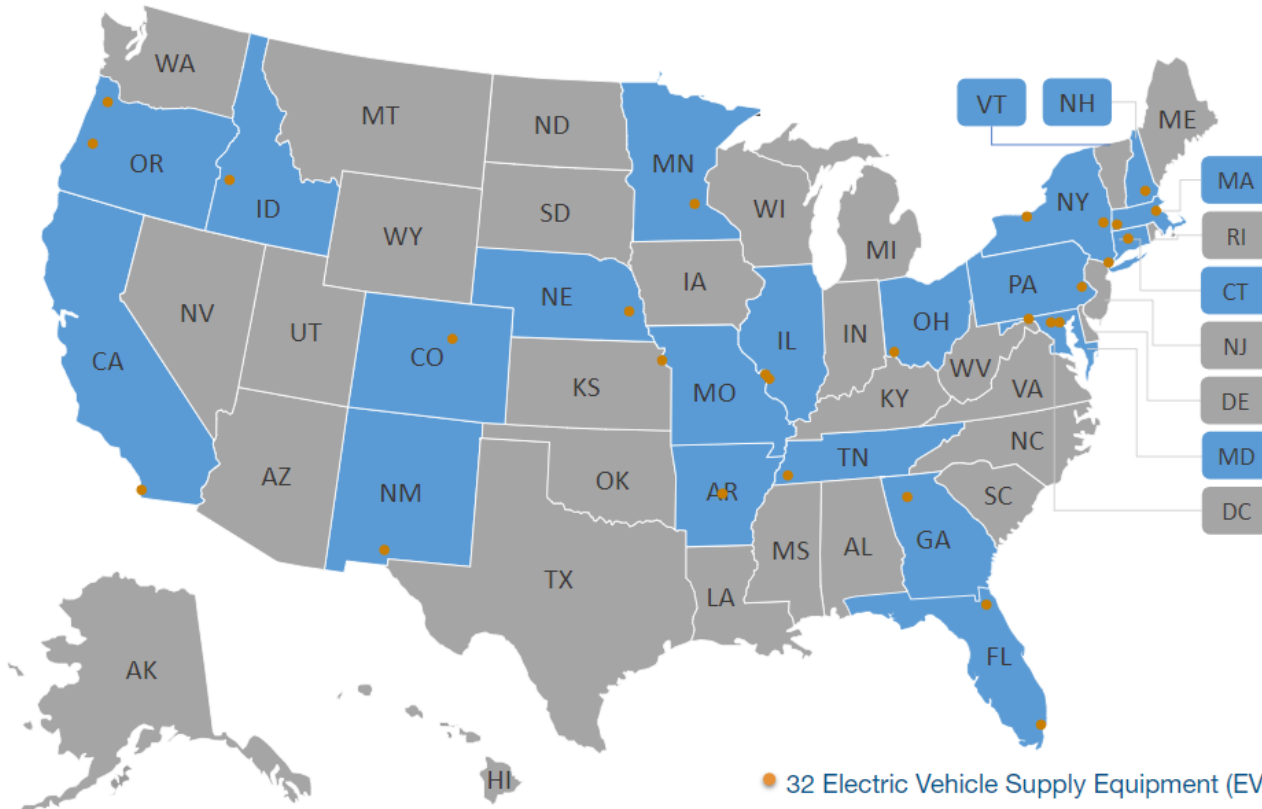 WA
MT
ND
MN
VT
NH
ME
OR
ID
WY
SD
WI
MI
NY
MA
RI
CT
NJ
DE
MD
DC
NV
UT
CO
NE
IA
IL
IN
OH
PA
CA
KS
MO
KY
WV
VA
NC
AZ
NM
OK
AR
TN
SC
TX
LA
MS
AL
GA
FL
AK
HI
32 Electric Vehicle Supply Equipment (EV